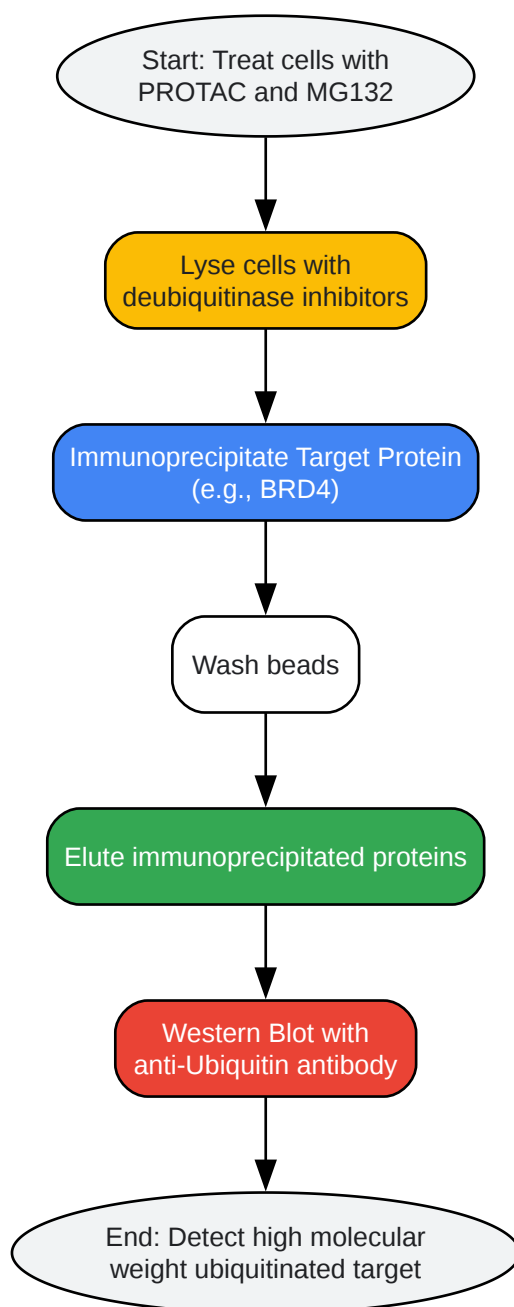 Start: Treat cells with
PROTAC and MG132
Lyse cells with
deubiquitinase inhibitors
Immunoprecipitate Target Protein
(e.g., BRD4)
Wash beads
Elute immunoprecipitated proteins
Western Blot with
anti-Ubiquitin antibody
End: Detect high molecular
weight ubiquitinated target